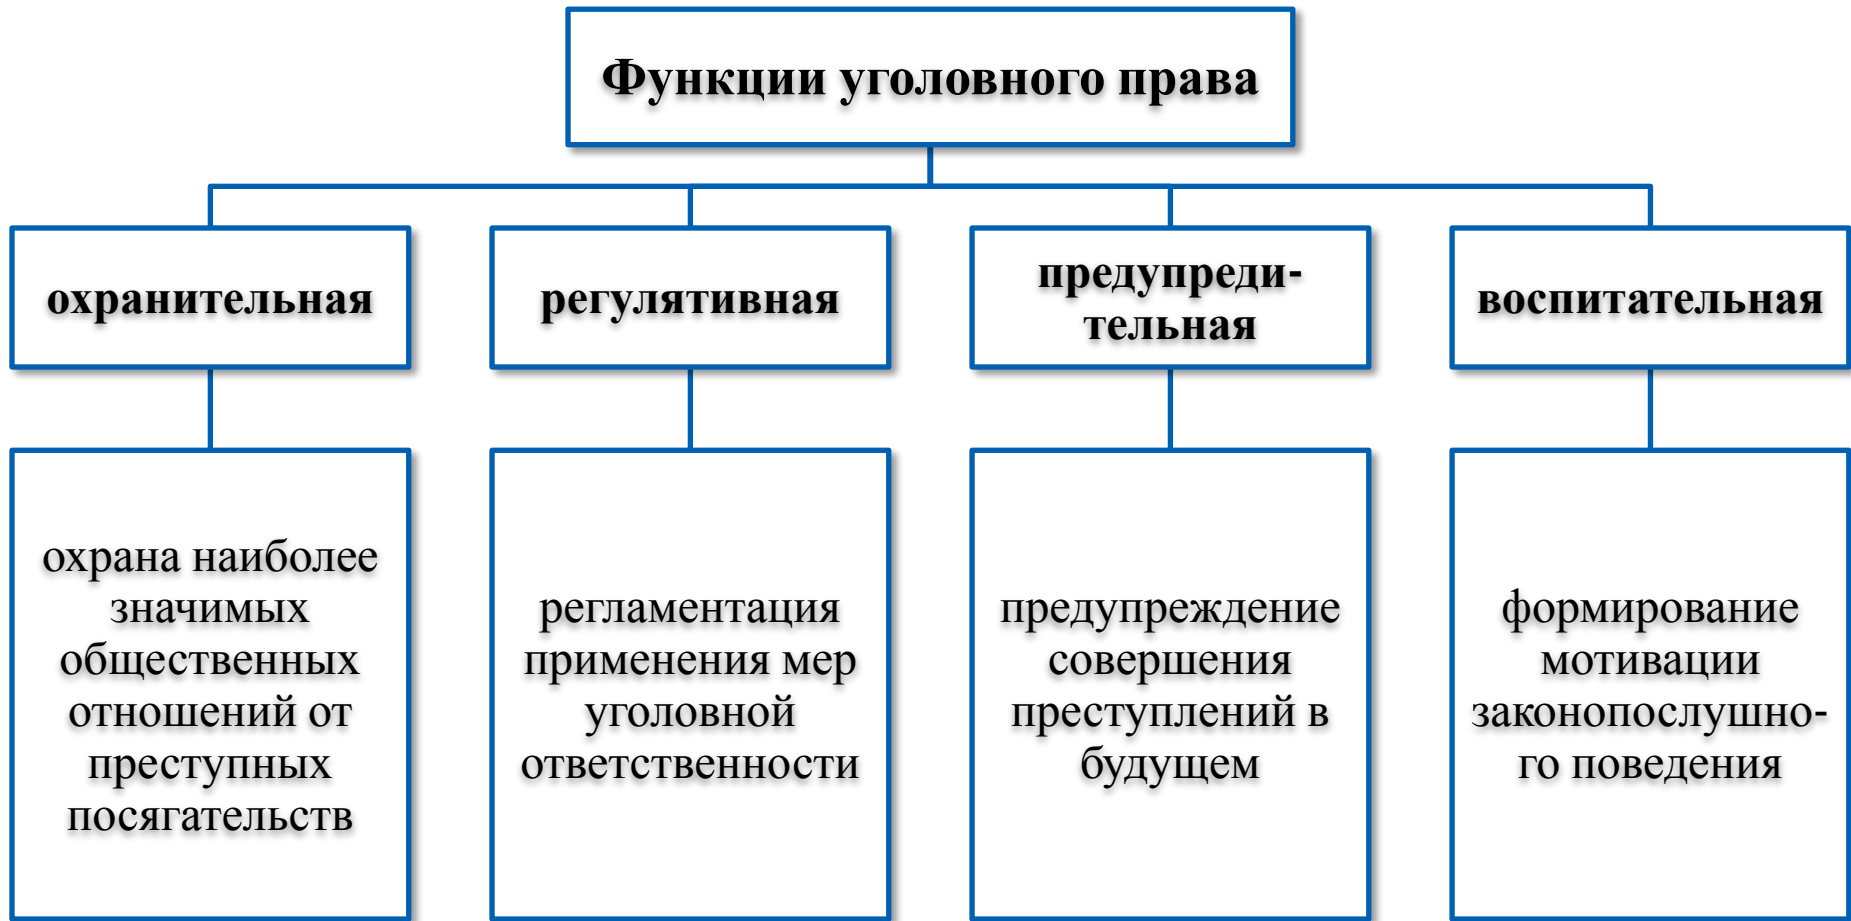 Функции уголовного права
охранительная
регулятивная
предупреди-
тельная
воспитательная
охрана наиболее
значимых
общественных
отношений от
преступных
посягательств
регламентация
применения мер
уголовной
ответственности
предупреждение
совершения
преступлений в
будущем
формирование
мотивации
законопослушно-
го поведения